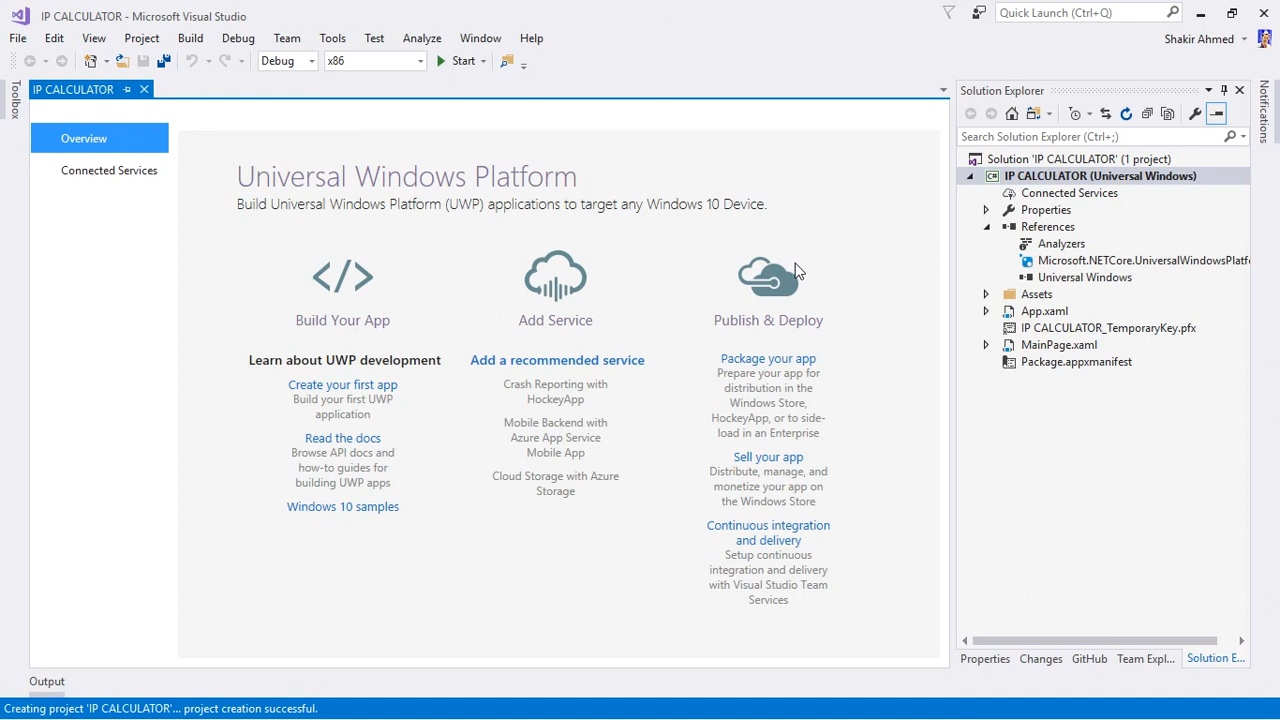 IP CALCULATOR - Microsoft Visual Studio
Quick Launch (Ctrl+Q)
File Edit View Project Build Debug Team Tools Test Analyze Window Help
Shakir Ahmed
Debug x86 Start
Toolbox
IP CALCULATOR
Overview
Connected Services
Universal Windows Platform
Build Universal Windows Platform (UWP) applications to target any Windows 10 Device.
Build Your App
Learn about UWP development
Create your first app
Build your first UWP
application
Read the docs
Browse API docs and
how-to guides for
building UWP apps
Windows 10 samples
Add Service
Add a recommended service
Crash Reporting with
HockeyApp
Mobile Backend with
Azure App Service
Mobile App
Cloud Storage with Azure
Storage
Publish & Deploy
Package your app
Prepare your app for
distribution in the
Windows Store,
HockeyApp, or to side-
load in an Enterprise
Sell your app
Distribute, manage, and
monetize your app on
the Windows Store
Continuous integration
and delivery
Setup continuous
integration and delivery
with Visual Studio Team
Services
Solution Explorer
Search Solution Explorer (Ctrl+;)
Solution 'IP CALCULATOR' (1 project)
C# IP CALCULATOR (Universal Windows)
Connected Services
Properties
References
Analyzers
Microsoft.NETCore.UniversalWindowsPlatfo
Universal Windows
Assets
App.xaml
IP CALCULATOR_TemporaryKey.pfx
MainPage.xaml
Package.appxmanifest
Properties Changes GitHub Team Expl... Solution E...
Notifications
Output
Creating project 'IP CALCULATOR'... project creation successful.